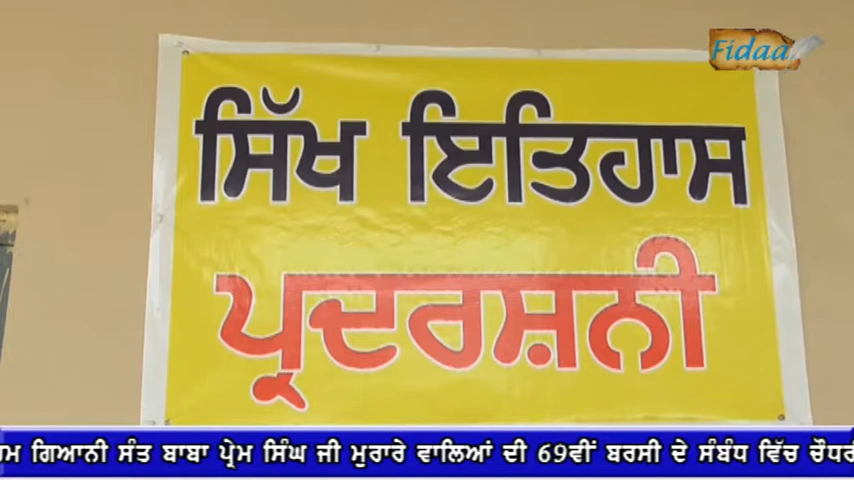 Fidaa
ਸਿੱਖ ਇਤਿਹਾਸ
ਪ੍ਰਦਰਸ਼ਨੀ
ਗਿਆਨੀ ਸੰਤ ਬਾਬਾ ਪ੍ਰੇਮ ਸਿੰਘ ਜੀ ਮੁਰਾਰੇ ਵਾਲਿਆਂ ਦੀ 69ਵੀਂ ਬਰਸੀ ਦੇ ਸੰਬੰਧ ਵਿੱਚ